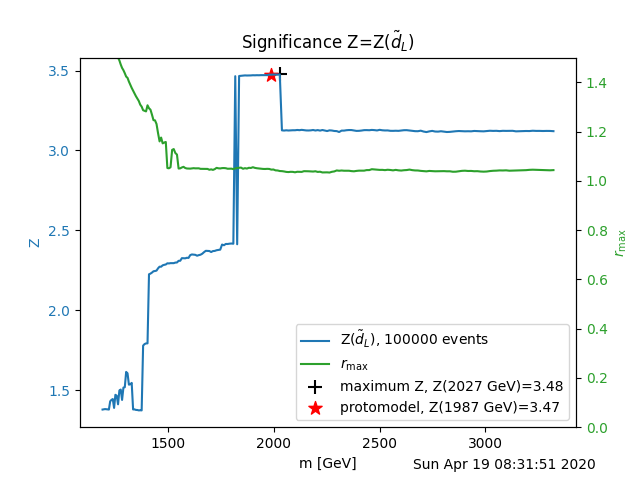 Significance Z=Z(d̃_L)
3.5
3.0
2.5
2.0
1.5
Z
1.4
1.2
1.0
0.8
0.6
0.4
0.2
0.0
r_max
Z(d̃_L), 100000 events
r_max
maximum Z, Z(2027 GeV)=3.48
protomodel, Z(1987 GeV)=3.47
1500 2000 2500 3000
m [GeV]
Sun Apr 19 08:31:51 2020